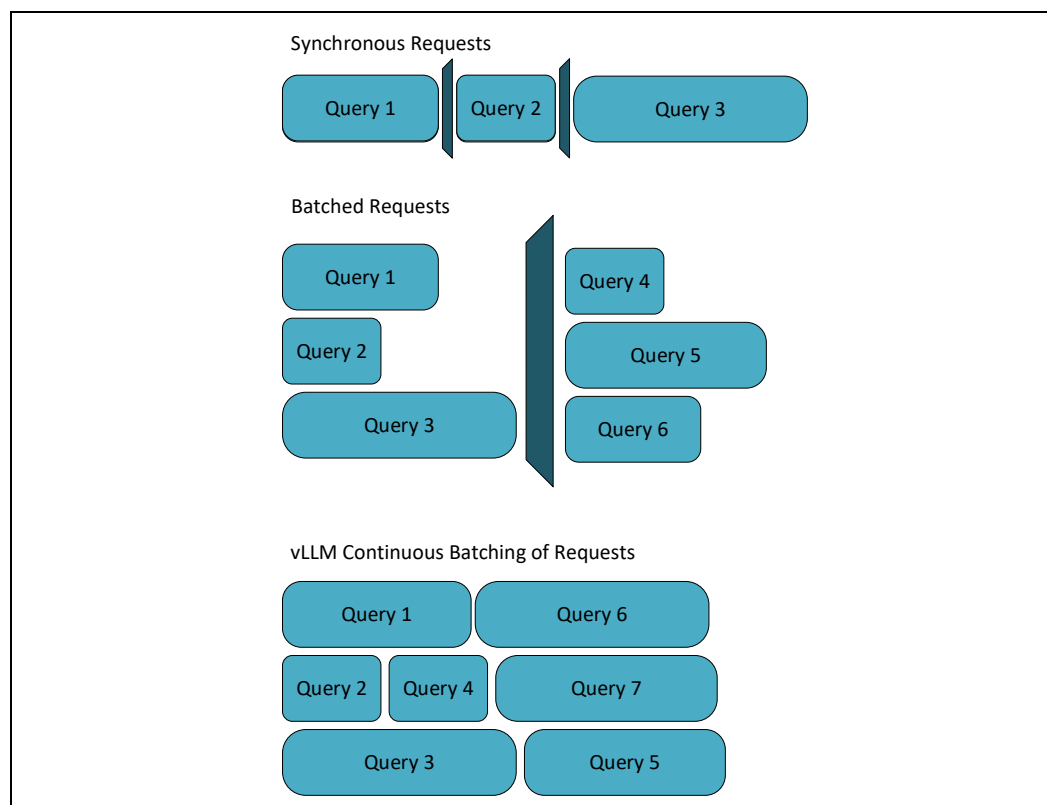 Synchronous Requests
Query 1
Query 2
Query 3
Batched Requests
Query 1
Query 4
Query 2
Query 5
Query 3
Query 6
vLLM Continuous Batching of Requests
Query 1
Query 6
Query 2
Query 4
Query 7
Query 3
Query 5